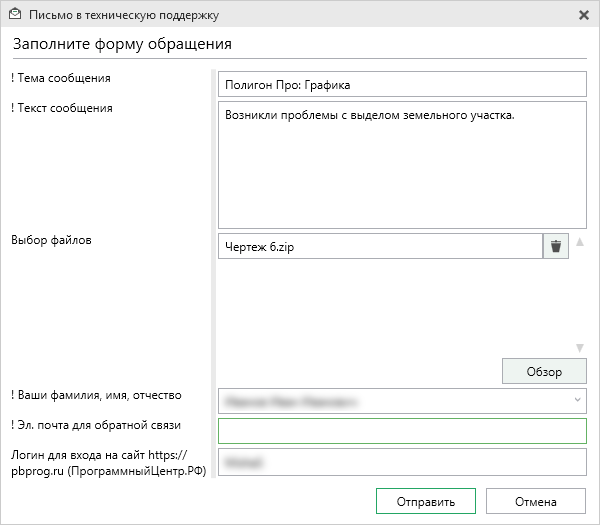 Письмо в техническую поддержку
Заполните форму обращения
! Тема сообщения
Полигон Про: Графика
! Текст сообщения
Возникли проблемы с выделом земельного участка.
Выбор файлов
Чертеж 6.zip
Обзор
! Ваши фамилия, имя, отчество
! Эл. почта для обратной связи
Логин для входа на сайт https://
pbprog.ru (ПрограммныйЦентр.РФ)
Отправить
Отмена